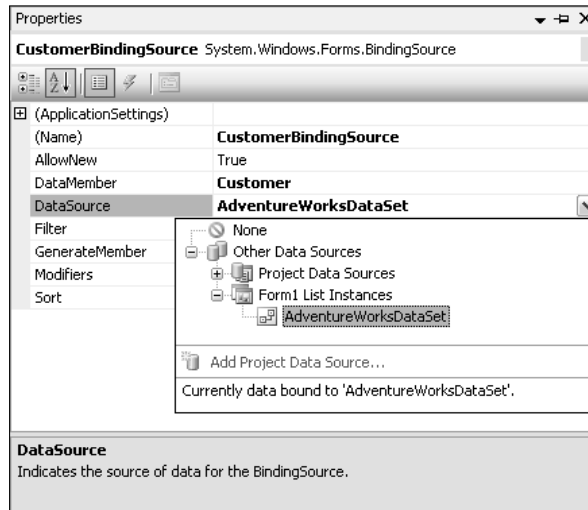 Properties
CustomerBindingSource System.Windows.Forms.BindingSource
(ApplicationSettings)
(Name) CustomerBindingSource
AllowNew True
DataMember Customer
DataSource AdventureWorksDataSet
Filter
GenerateMember
Modifiers
Sort
None
Other Data Sources
Project Data Sources
Form1 List Instances
AdventureWorksDataSet
Add Project Data Source...
Currently data bound to 'AdventureWorksDataSet'.
DataSource
Indicates the source of data for the BindingSource.